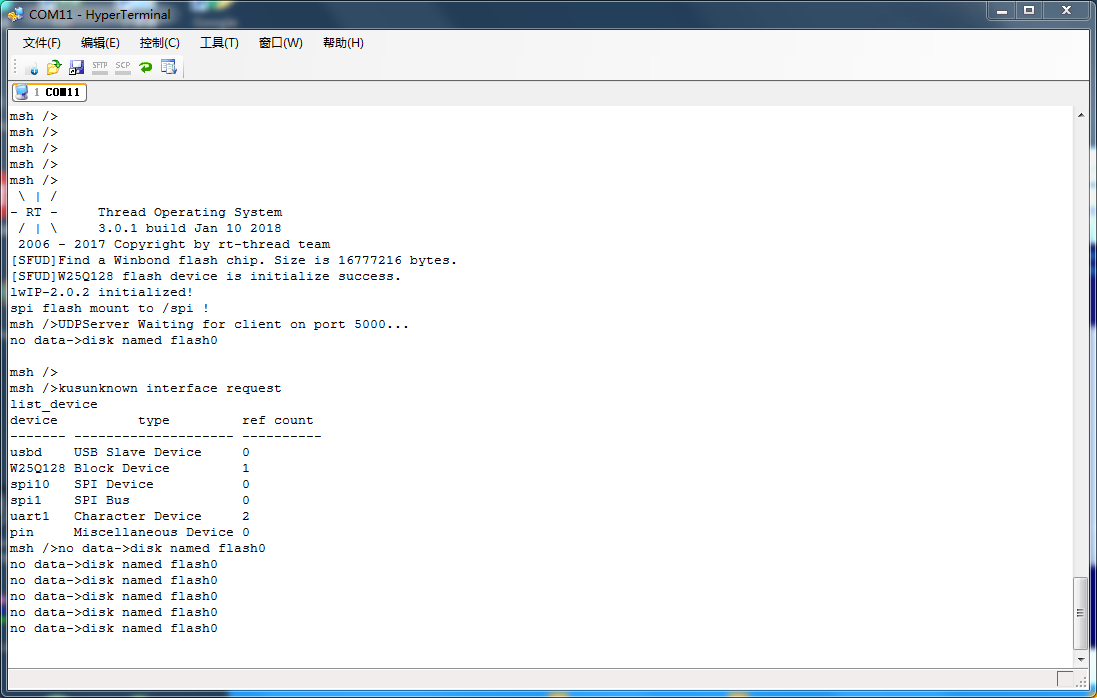 COM11 - HyperTerminal
文件(F) 编辑(E) 控制(C) 工具(T) 窗口(W) 帮助(H)
SFTP SCP
1 COM11
msh />
msh />
msh />
msh />
msh />
\ | /
- RT - Thread Operating System
/ | \ 3.0.1 build Jan 10 2018
2006 - 2017 Copyright by rt-thread team
[SFUD]Find a Winbond flash chip. Size is 16777216 bytes.
[SFUD]W25Q128 flash device is initialize success.
lwIP-2.0.2 initialized!
spi flash mount to /spi !
msh />UDPServer Waiting for client on port 5000...
no data->disk named flash0
msh />
msh />kusunknown interface request
list_device
device type ref count
------- -------------------- ----------
usbd USB Slave Device 0
W25Q128 Block Device 1
spi10 SPI Device 0
spi1 SPI Bus 0
uart1 Character Device 2
pin Miscellaneous Device 0
msh />no data->disk named flash0
no data->disk named flash0
no data->disk named flash0
no data->disk named flash0
no data->disk named flash0
no data->disk named flash0